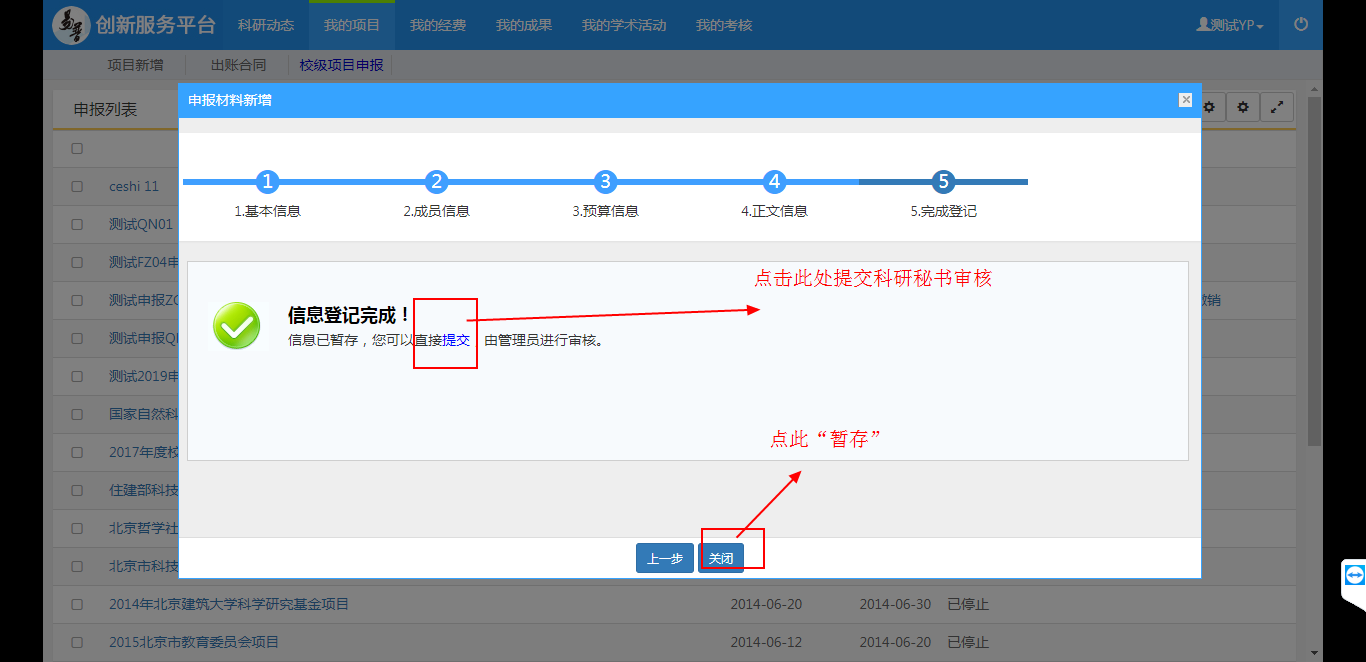 创新服务平台 科研动态 我的项目 我的经费 我的成果 我的学术活动 我的考核 测试YP
项目新增 出账合同 校级项目申报
申报材料新增
申报列表
1 2 3 4 5
ceshi 11
1.基本信息 2.成员信息 3.预算信息 4.正文信息 5.完成登记
测试QN01
测试FZ04申
点击此处提交科研秘书审核
测试申报ZC
信息登记完成！
信息已暂存，您可以直接提交 由管理员进行审核。
测试申报QN
测试2019申
国家自然科
点此“暂存”
2017年度校
住建部科技
北京哲学社
北京市科技
上一步 关闭
2014年北京建筑大学科学研究基金项目 2014-06-20 2014-06-30 已停止
2015北京市教育委员会项目 2014-06-12 2014-06-20 已停止